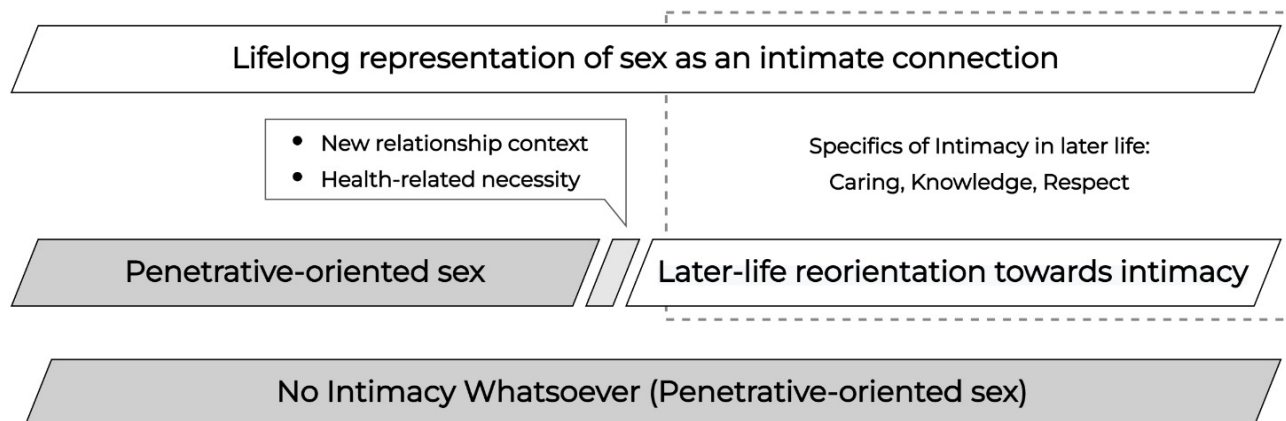 Lifelong representation of sex as an intimate connection
• New relationship context
• Health-related necessity
Specifics of Intimacy in later life:
Caring, Knowledge, Respect
Penetrative-oriented sex
Later-life reorientation towards intimacy
No Intimacy Whatsoever (Penetrative-oriented sex)